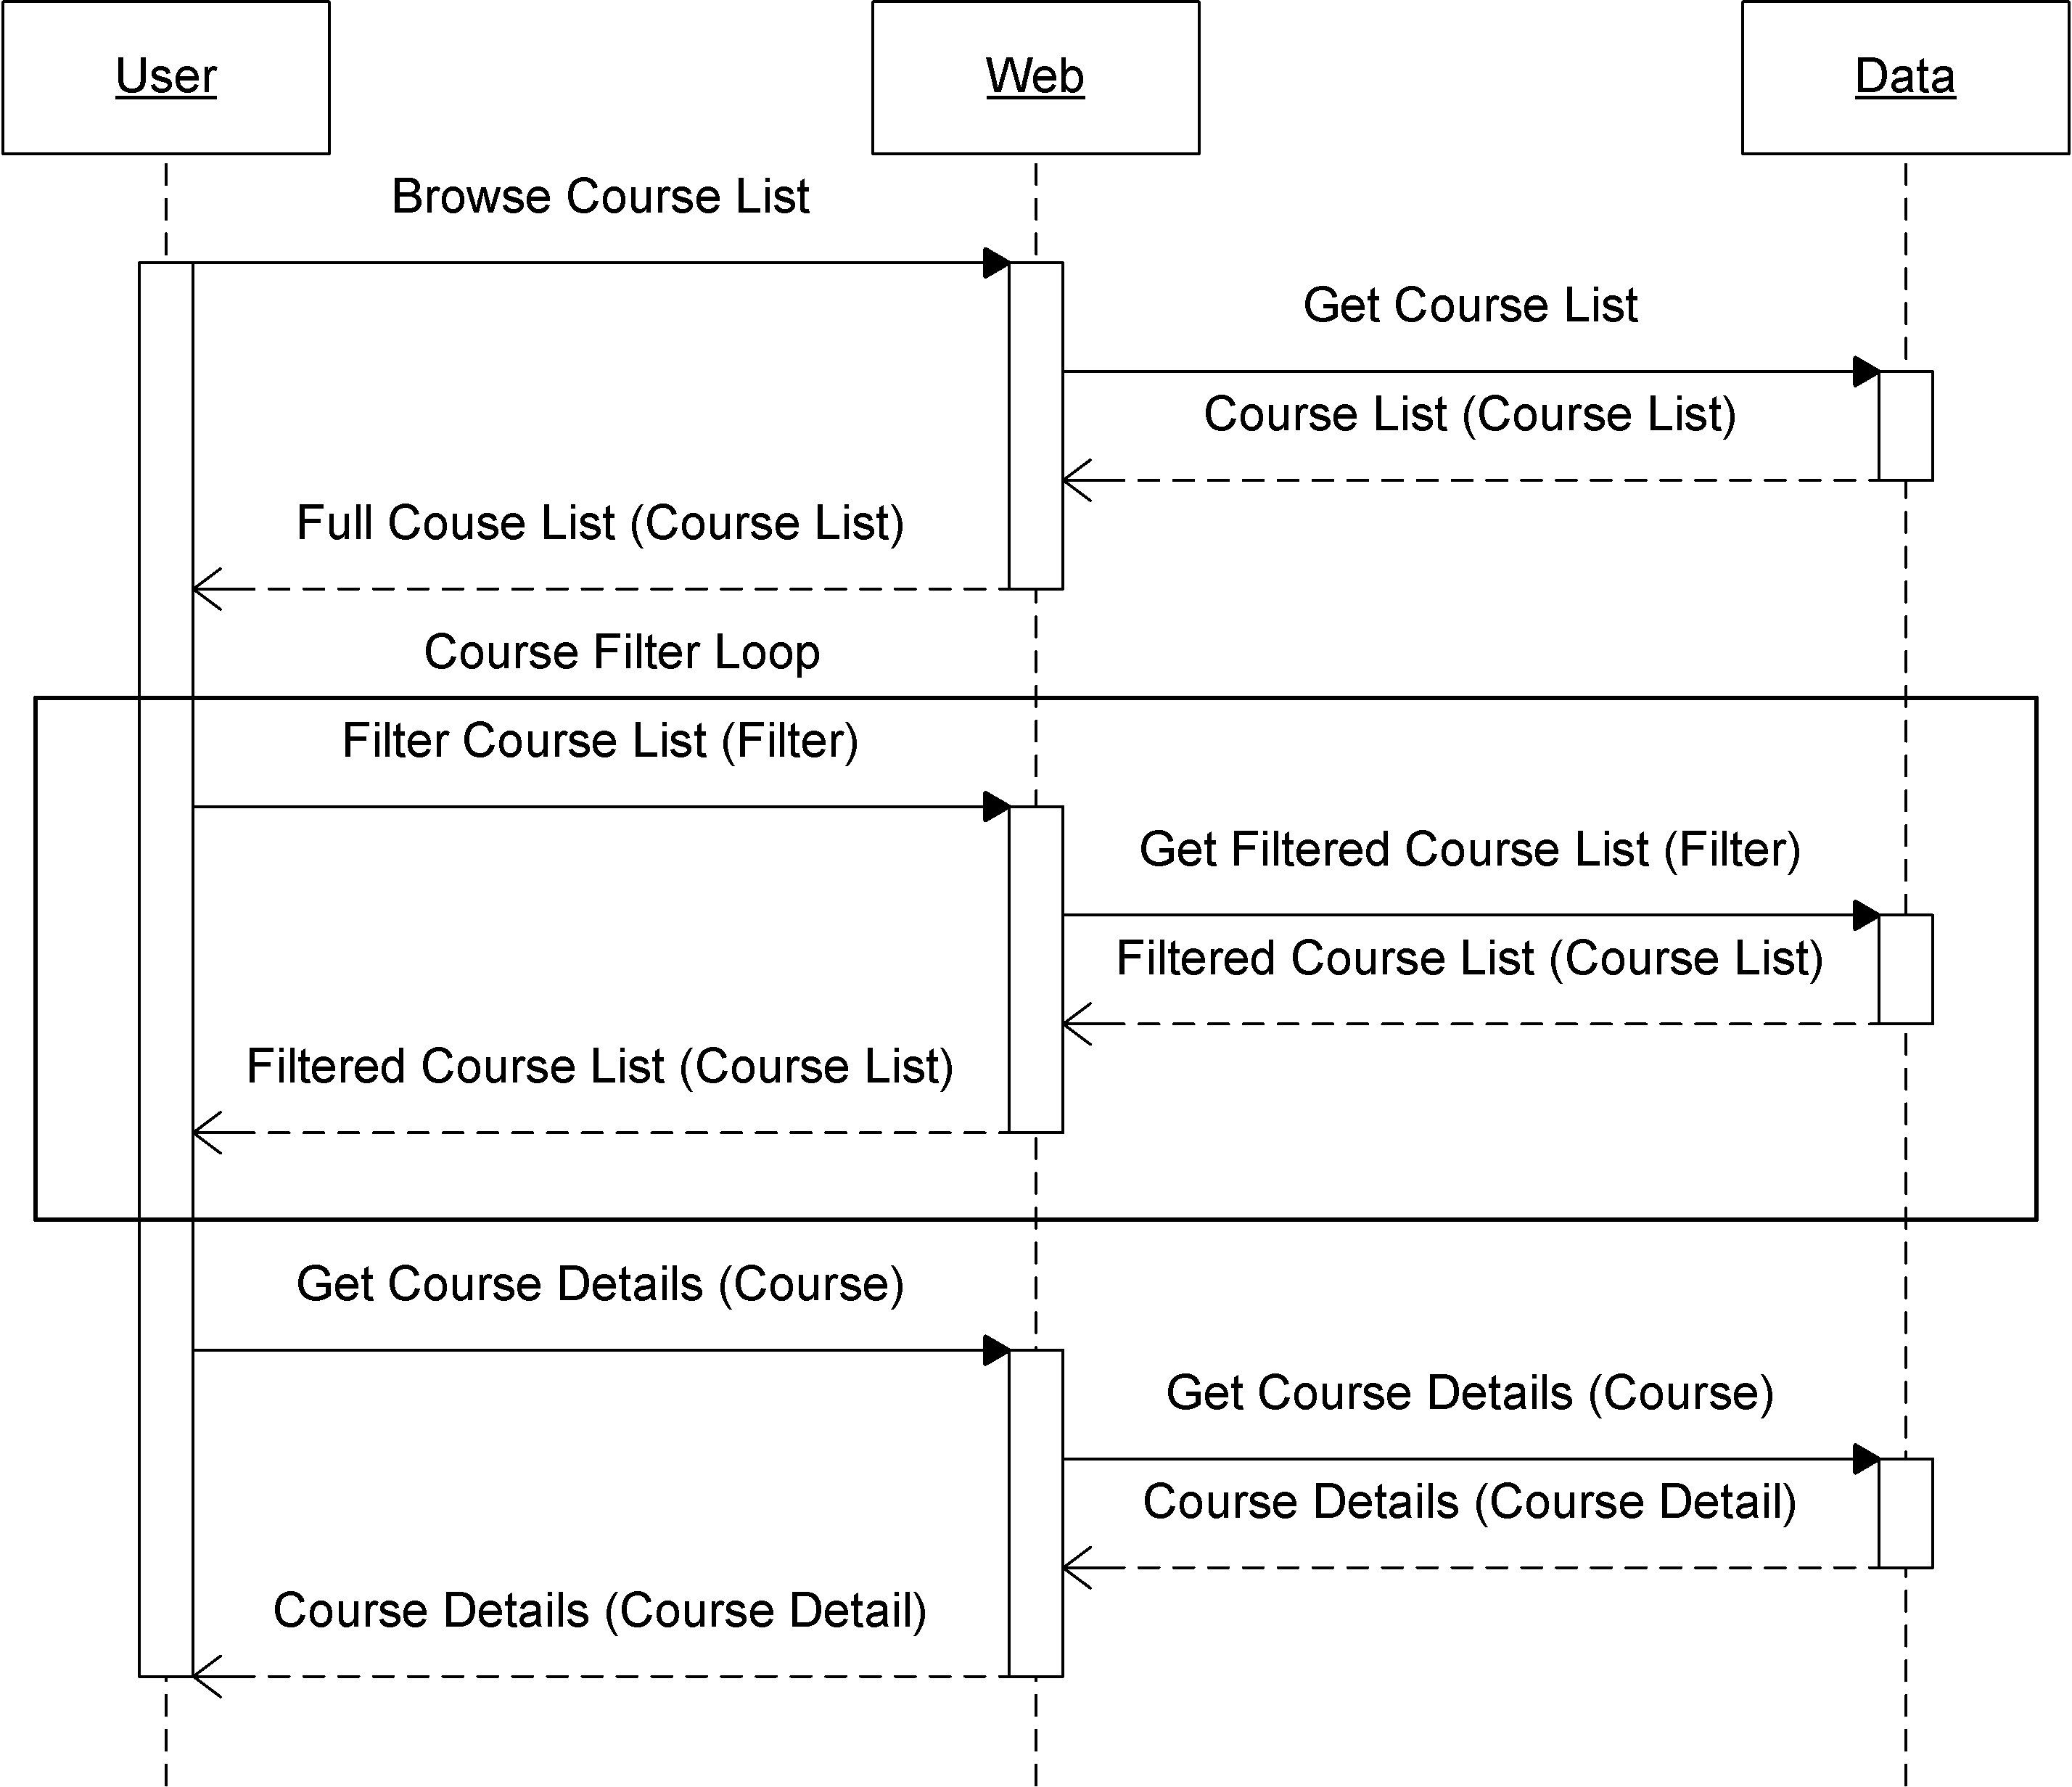 User
Web
Data
Browse Course List
Get Course List
Course List (Course List)
Full Couse List (Course List)
Course Filter Loop
Filter Course List (Filter)
Get Filtered Course List (Filter)
Filtered Course List (Course List)
Filtered Course List (Course List)
Get Course Details (Course)
Get Course Details (Course)
Course Details (Course Detail)
Course Details (Course Detail)